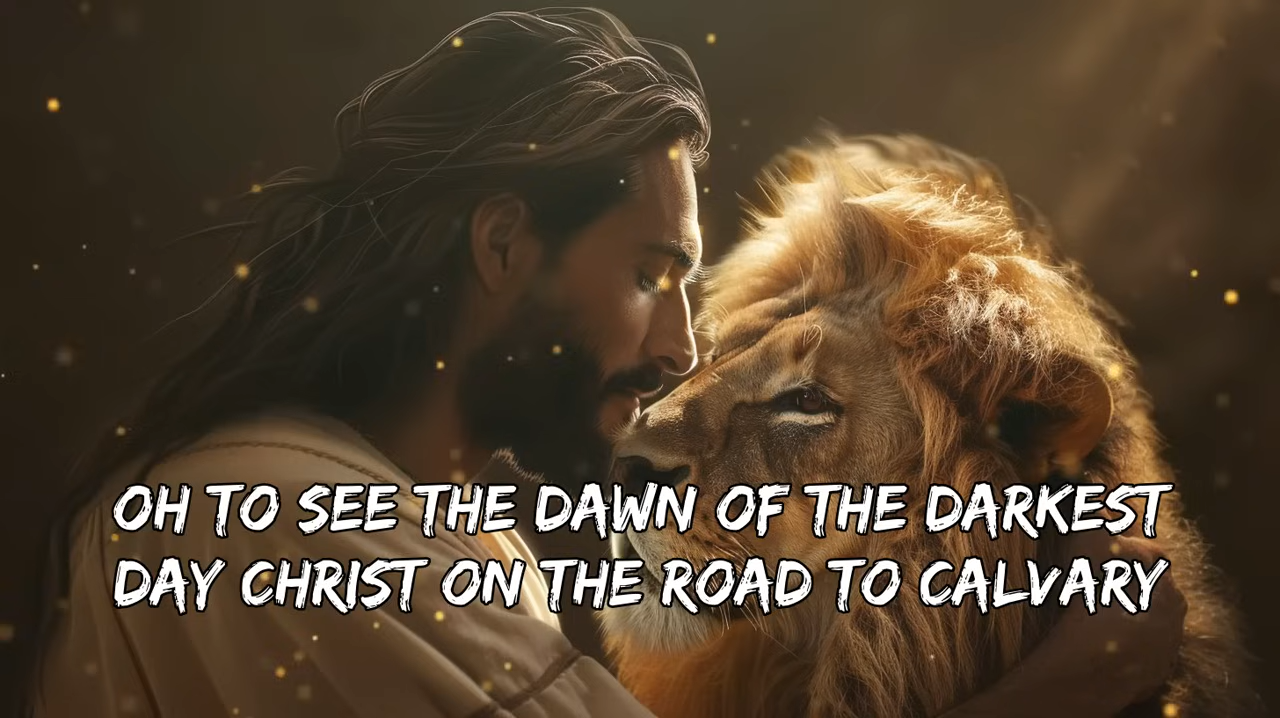 OH TO SEE THE DAWN OF THE DARKEST
DAY CHRIST ON THE ROAD TO CALVARY